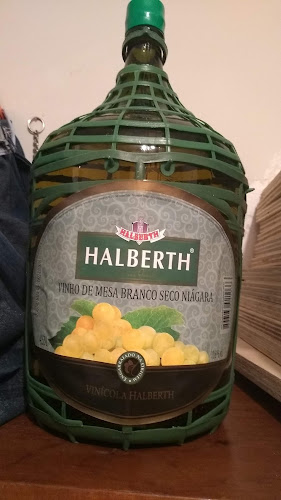 HALBERTH
HALBERTH®
VINHO DE MESA BRANCO SECO NIÁGARA
VINÍCOLA HALBERTH